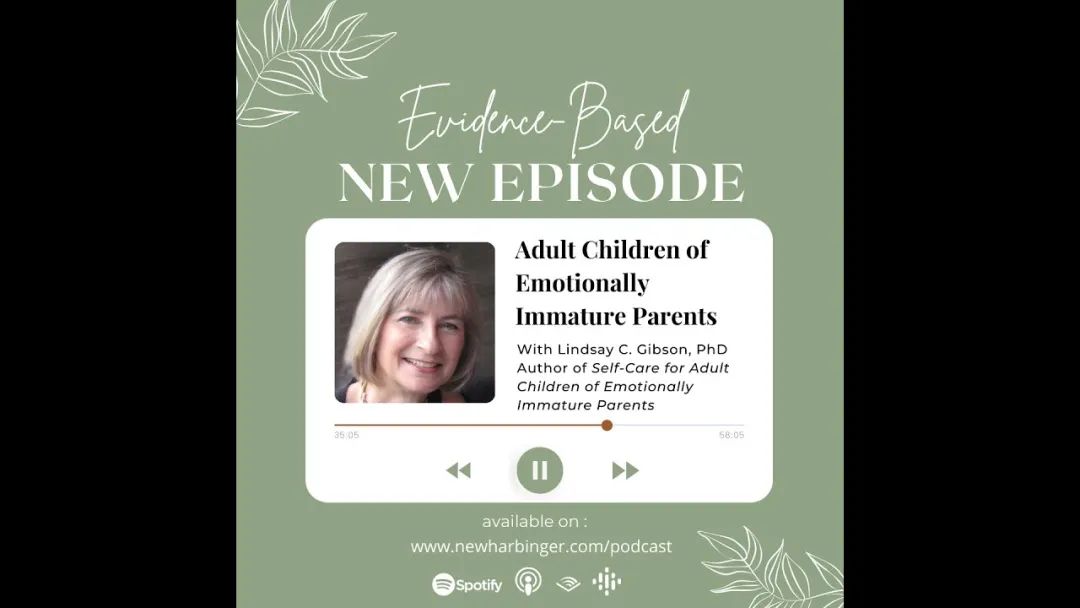 Evidence-Based
NEW EPISODE
Adult Children of
Emotionally
Immature Parents
With Lindsay C. Gibson, PhD
Author of Self-Care for Adult
Children of Emotionally
Immature Parents
35:05
58:05
available on :
www.newharbinger.com/podcast
Spotify